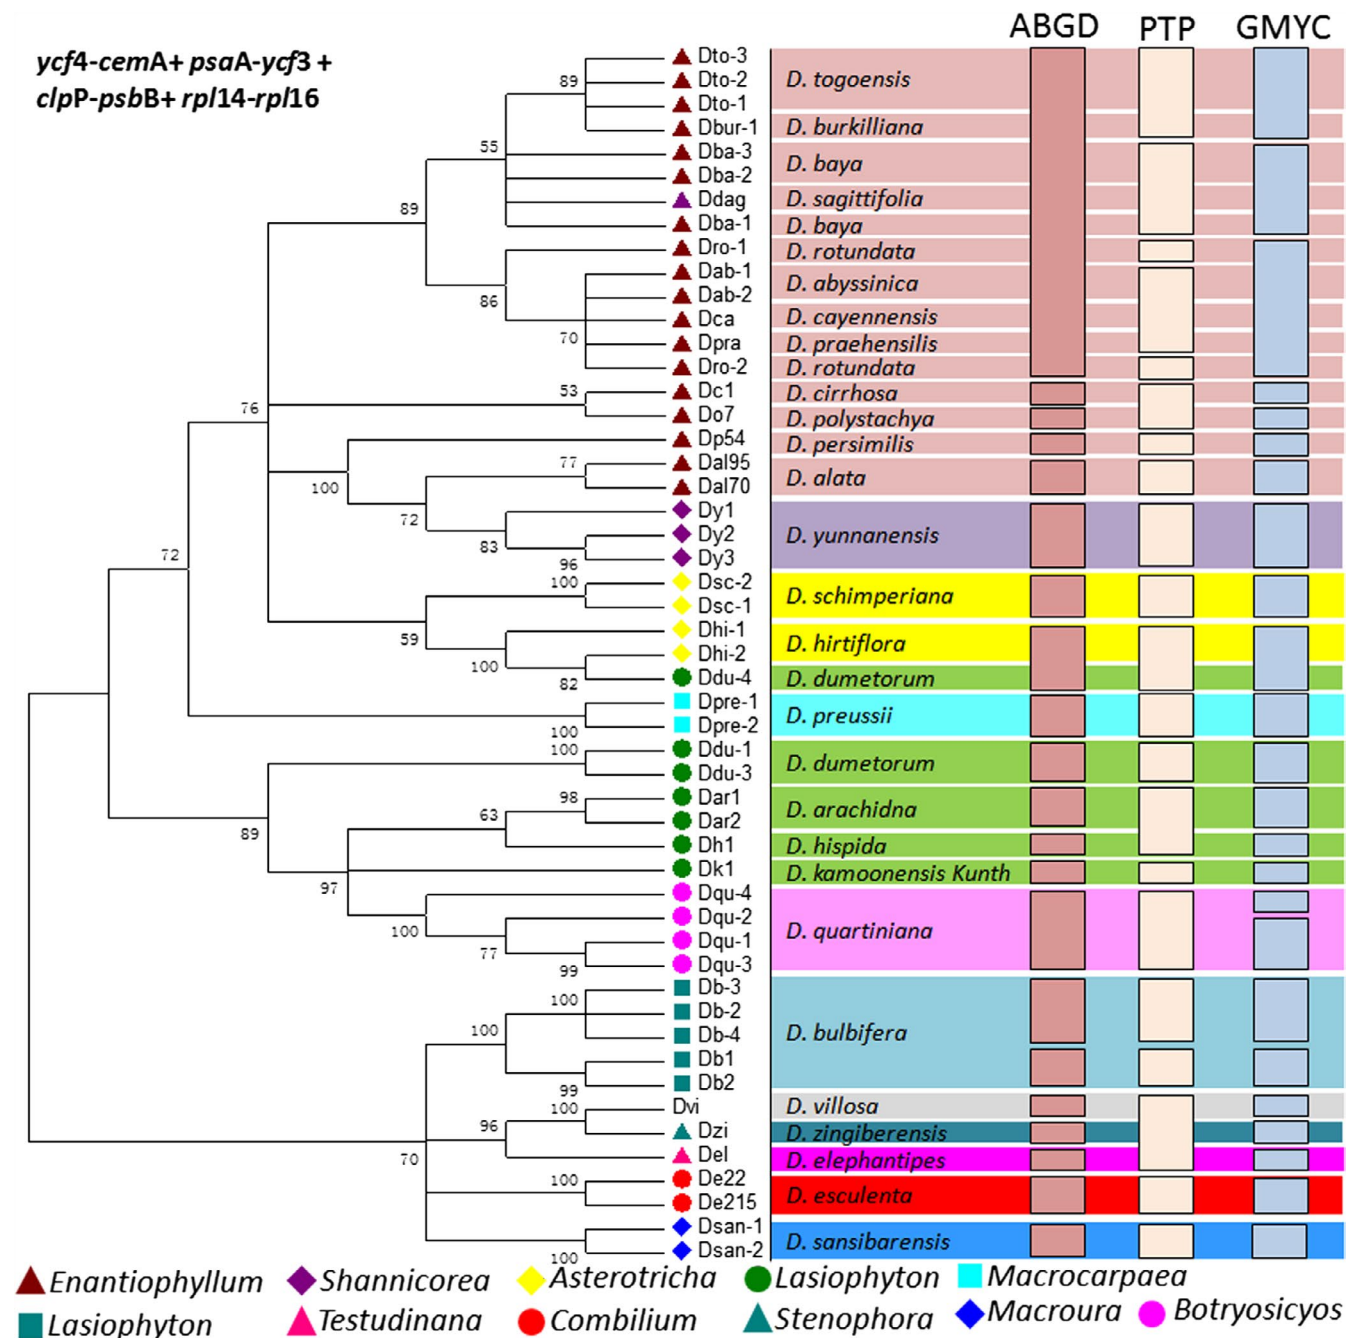 ycf4-cemA+ psaA-ycf3 +
clpP-psbB+ rpl14-rpl16
ABGD PTP GMYC
Dto-3
Dto-2
Dto-1
Dbur-1
Dba-3
Dba-2
Ddag
Dba-1
Dro-1
Dab-1
Dab-2
Dca
Dpra
Dro-2
Dc1
Do7
Dp54
Dal95
Dal70
Dy1
Dy2
Dy3
Dsc-2
Dsc-1
Dhi-1
Dhi-2
Ddu-4
Dpre-1
Dpre-2
Ddu-1
Ddu-3
Dar1
Dar2
Dh1
Dk1
Dqu-4
Dqu-2
Dqu-1
Dqu-3
Db-3
Db-2
Db-4
Db1
Db2
Dvi
Dzi
Del
De22
De215
Dsan-1
Dsan-2
D. togoensis
D. burkilliana
D. baya
D. sagittifolia
D. baya
D. rotundata
D. abyssinica
D. cayennensis
D. praehensilis
D. rotundata
D. cirrhosa
D. polystachya
D. persimilis
D. alata
D. yunnanensis
D. schimperiana
D. hirtiflora
D. dumetorum
D. preussii
D. dumetorum
D. arachidna
D. hispida
D. kamoonensis Kunth
D. quartiniana
D. bulbifera
D. villosa
D. zingiberensis
D. elephantipes
D. esculenta
D. sansibarensis
89
55
89
86
70
53
76
77
100
72
83
96
72
100
59
100
82
100
100
98
63
89
97
100
77
99
100
100
99
100
96
70
100
100
Enantiophyllum Shannicorea Asterotricha Lasiophyton Macrocarpaea
Lasiophyton Testudinana Combilium Stenophora Macroura Botryosicyos